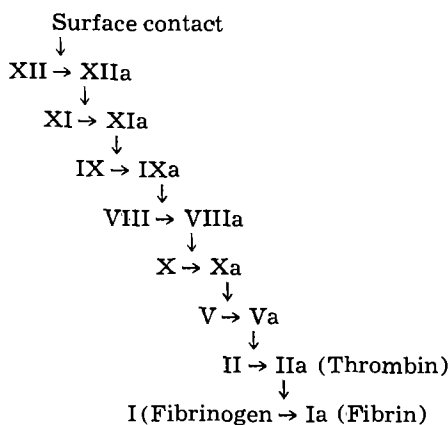 Surface contact
↓
XII → XIIa
↓
XI → XIa
↓
IX → IXa
↓
VIII → VIIIa
↓
X → Xa
↓
V → Va
↓
II → IIa (Thrombin)
↓
I (Fibrinogen → Ia (Fibrin)